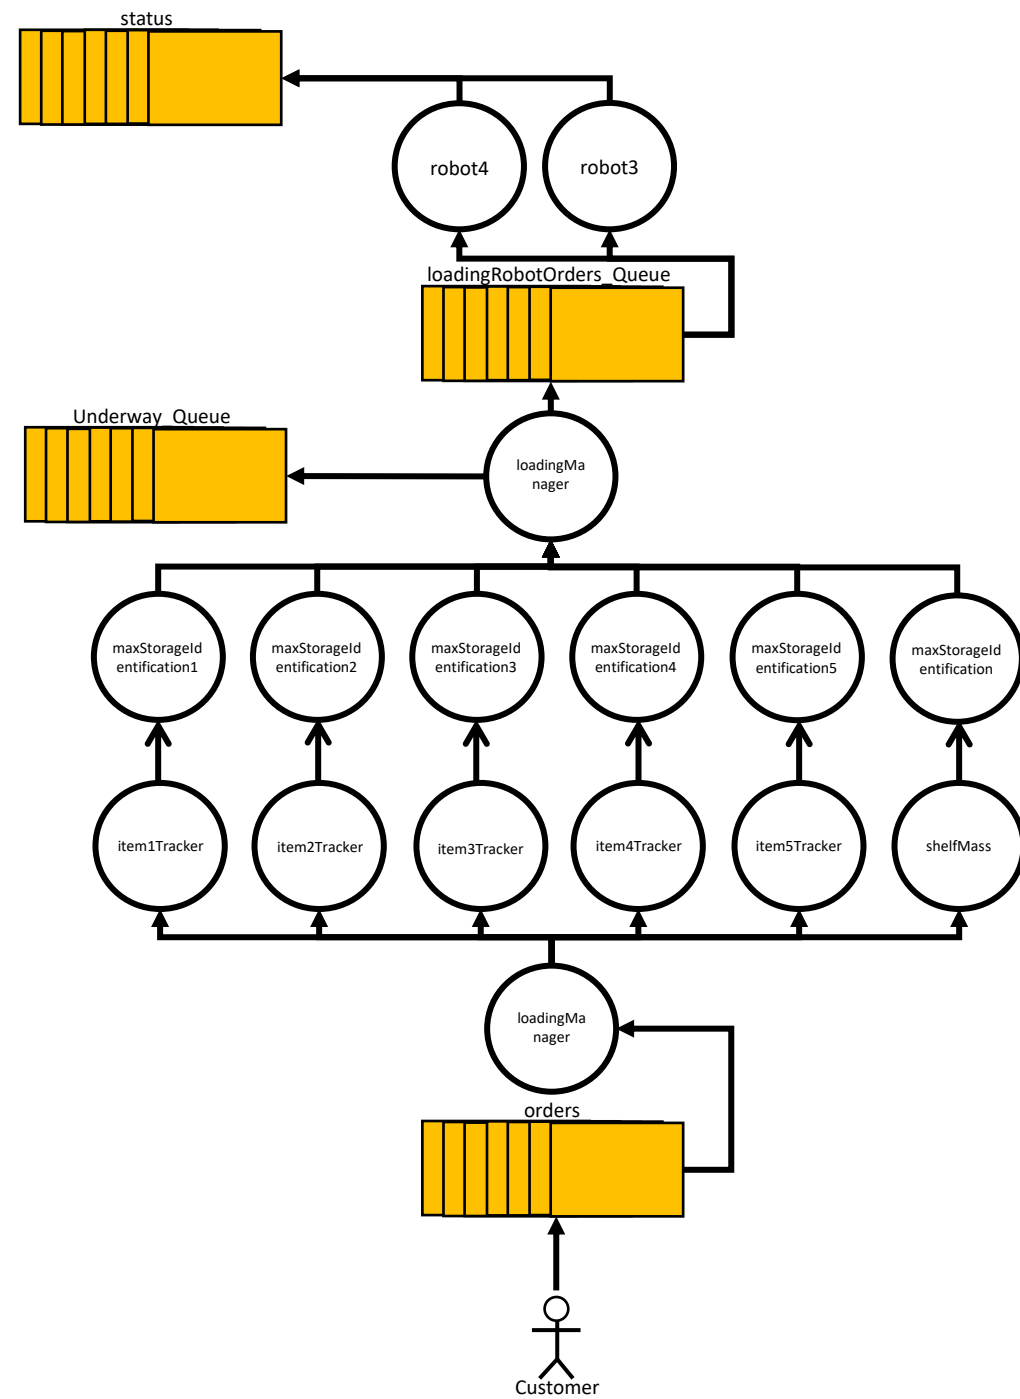 status
robot4
robot3
loadingRobotOrders_Queue
Underway_Queue
loadingMa
nager
maxStorageId
entification1
maxStorageId
entification2
maxStorageId
entification3
maxStorageId
entification4
maxStorageId
entification5
maxStorageId
entification
item1Tracker
item2Tracker
item3Tracker
item4Tracker
item5Tracker
shelfMass
loadingMa
nager
orders
Customer